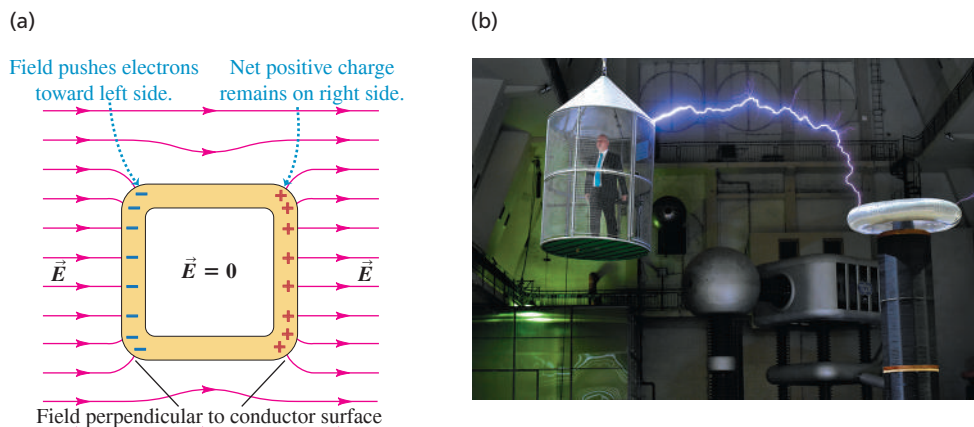 (a)
(b)
Field pushes electrons
toward left side.
Net positive charge
remains on right side.
E⃗
E⃗ = 0
E⃗
Field perpendicular to conductor surface